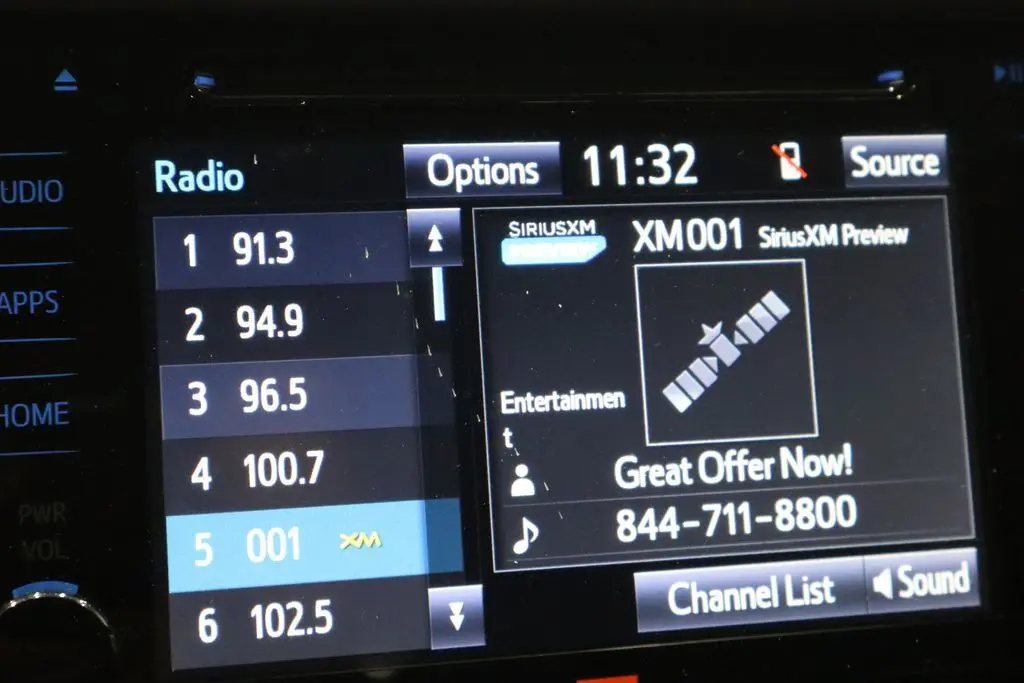 Radio
Options
11:32
Source
UDIO
APPS
HOME
PWR
VOL
1 91.3
2 94.9
3 96.5
4 100.7
5 001 XM
6 102.5
SIRIUSXM
XM001 SiriusXM Preview
Entertainmen
t
Great Offer Now!
844-711-8800
Channel List
Sound